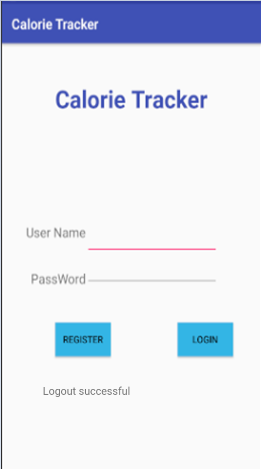 Calorie Tracker
Calorie Tracker
User Name
PassWord
REGISTER LOGIN
Logout successful